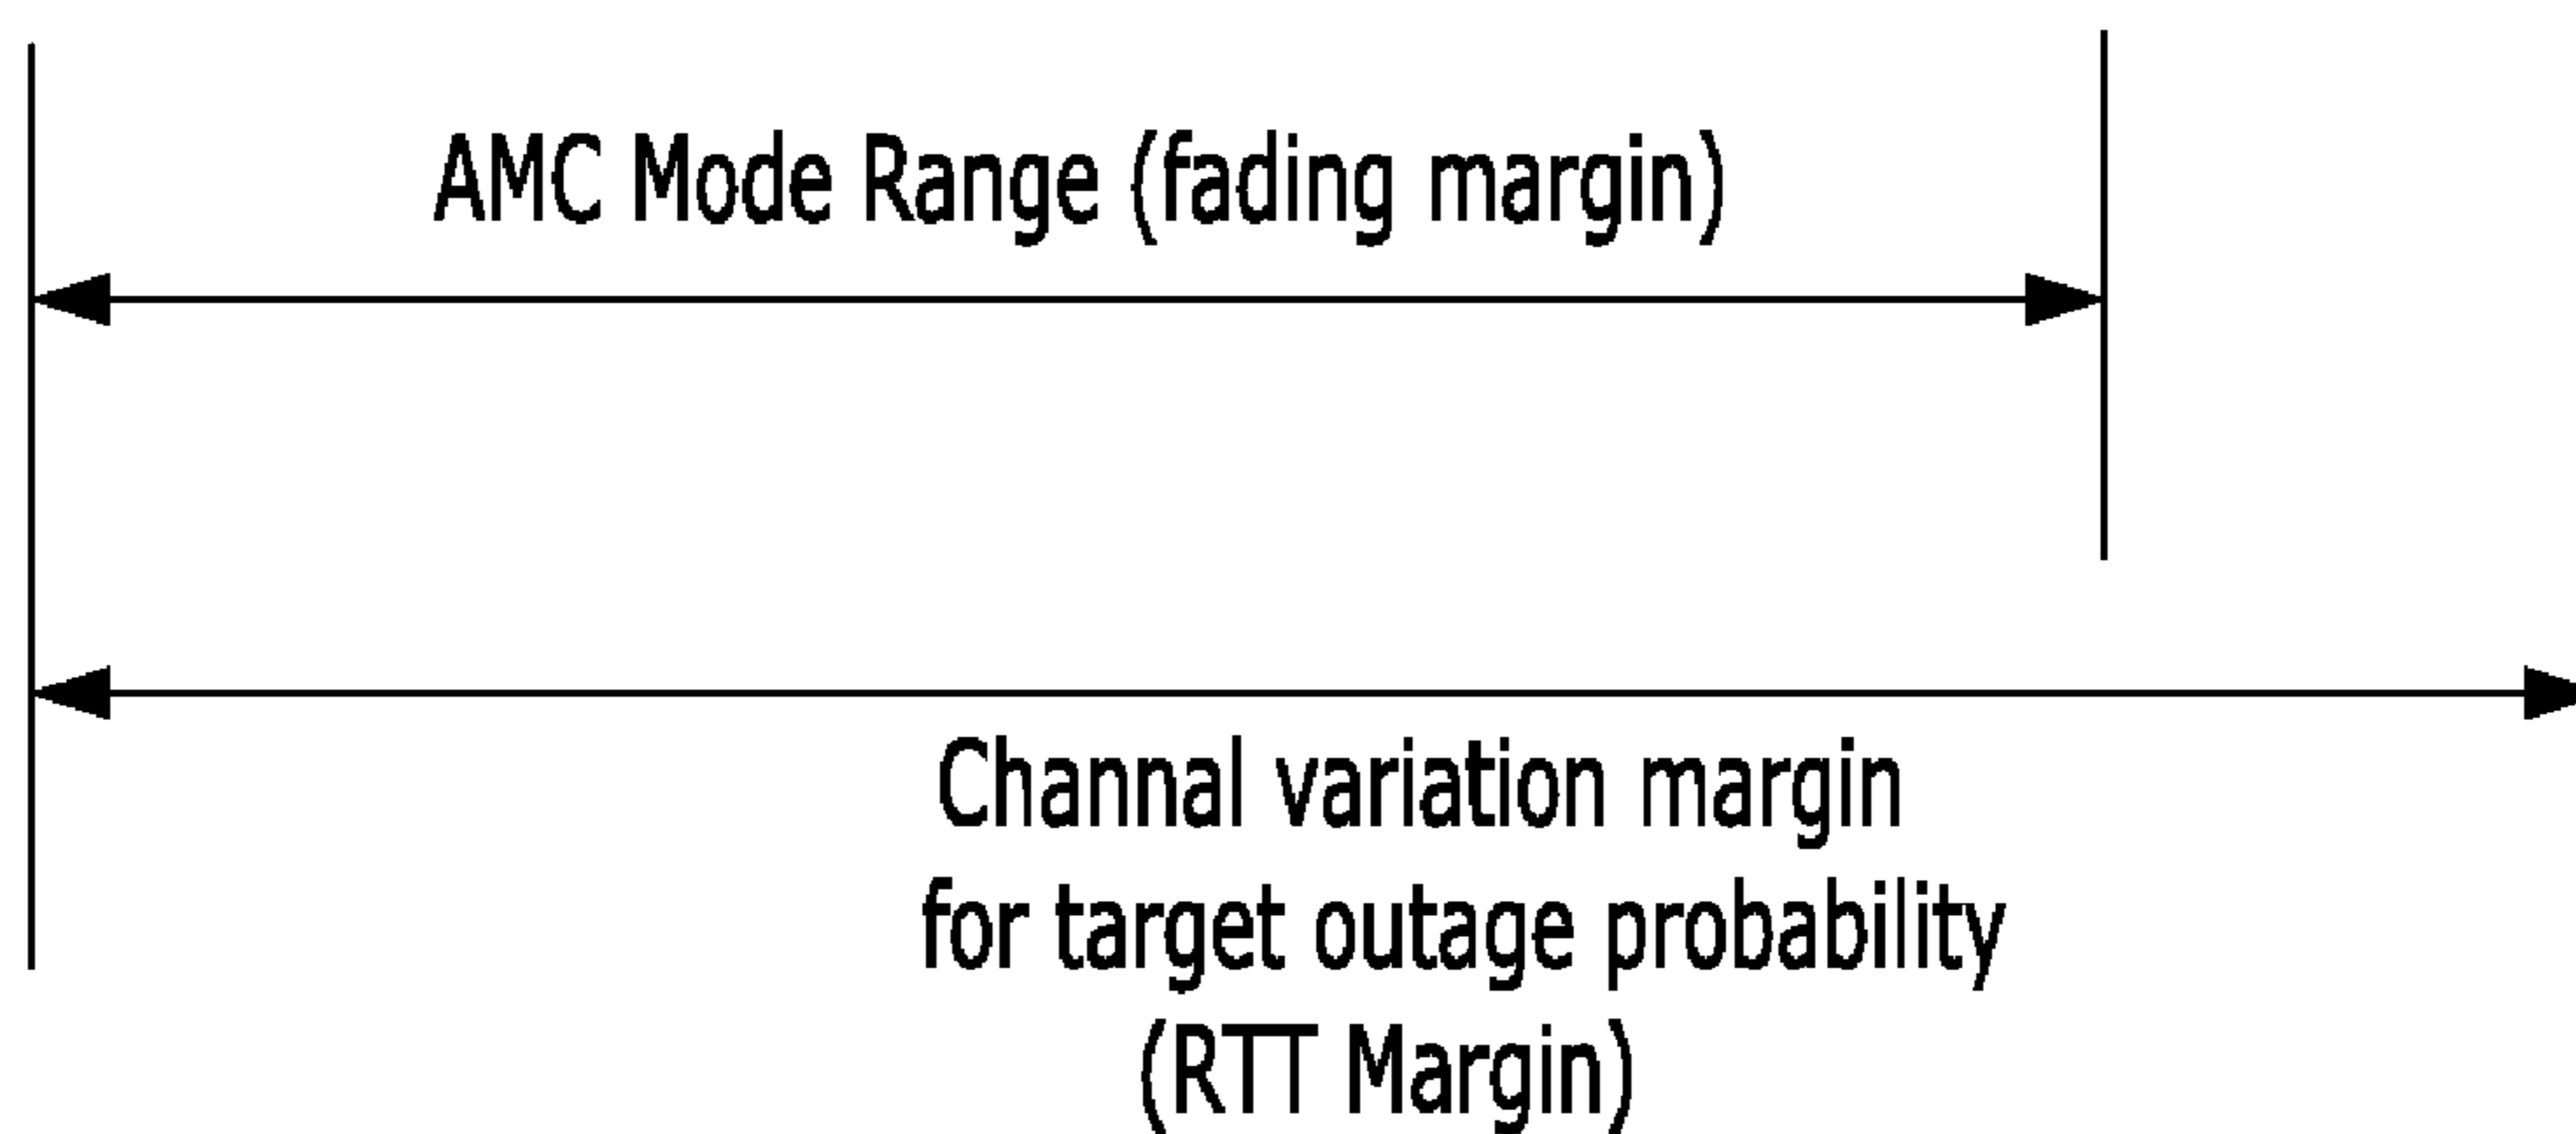 AMC Mode Range (fading margin)
Channal variation margin
for target outage probability
(RTT Margin)